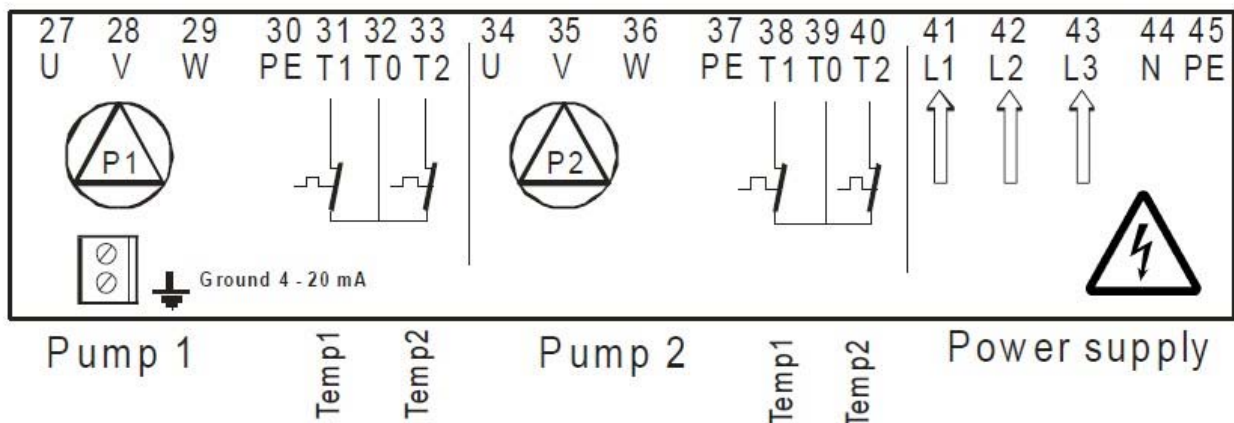 27 28 29 30 31 32 33 34 35 36 37 38 39 40 41 42 43 44 45
U V W PE T1 T0 T2 U V W PE T1 T0 T2 L1 L2 L3 N PE
P1 P2
Ground 4 - 20 mA
Pump 1 Temp1 Temp2 Pump 2 Temp1 Temp2 Power supply